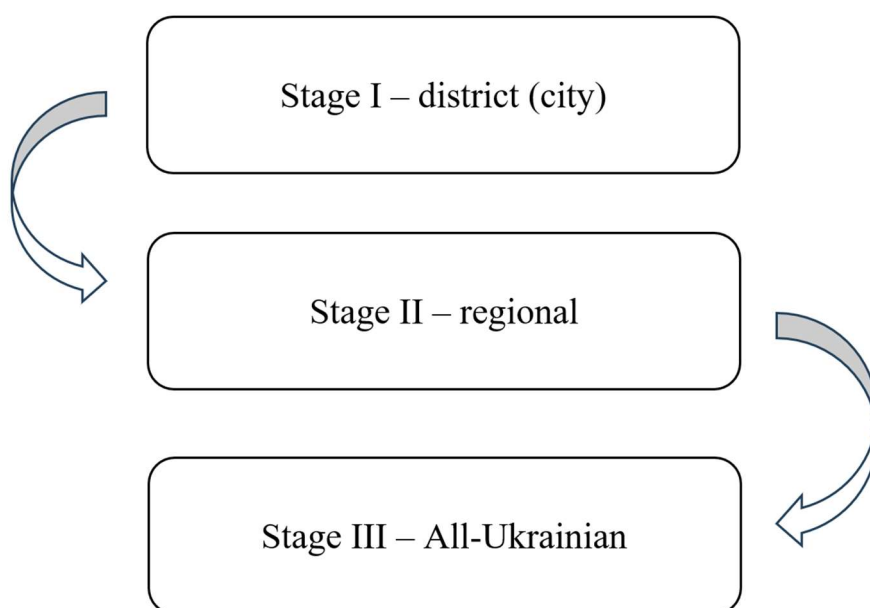 Stage I – district (city)
Stage II – regional
Stage III – All-Ukrainian